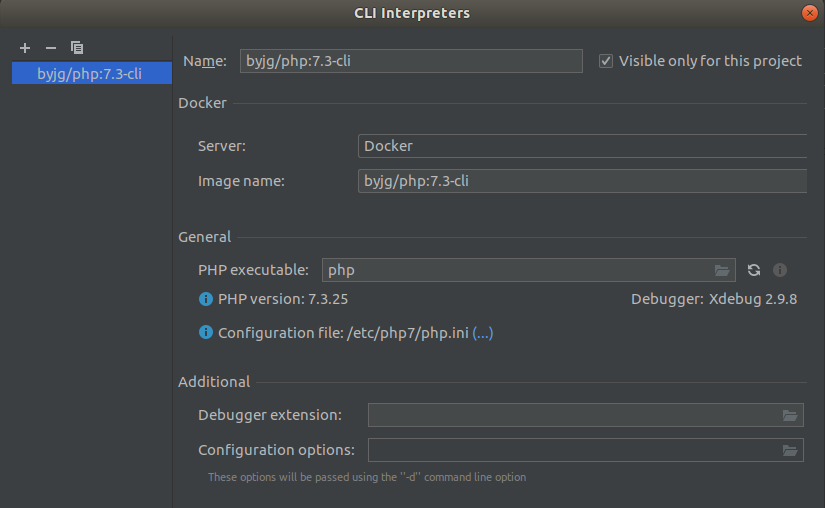 CLI Interpreters
byjg/php:7.3-cli
Name: byjg/php:7.3-cli Visible only for this project
Docker
Server: Docker
Image name: byjg/php:7.3-cli
General
PHP executable: php
PHP version: 7.3.25 Debugger: Xdebug 2.9.8
Configuration file: /etc/php7/php.ini (...)
Additional
Debugger extension:
Configuration options:
These options will be passed using the ''-d'' command line option